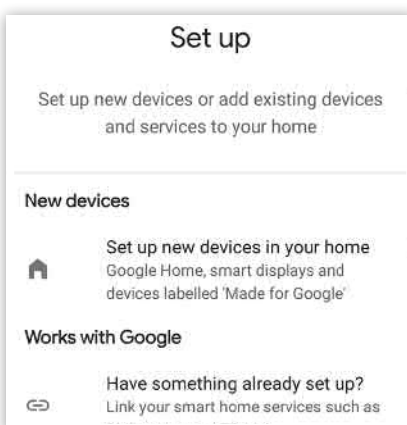 Set up
Set up new devices or add existing devices
and services to your home
New devices
Set up new devices in your home
Google Home, smart displays and
devices labelled 'Made for Google'
Works with Google
Have something already set up?
Link your smart home services such as